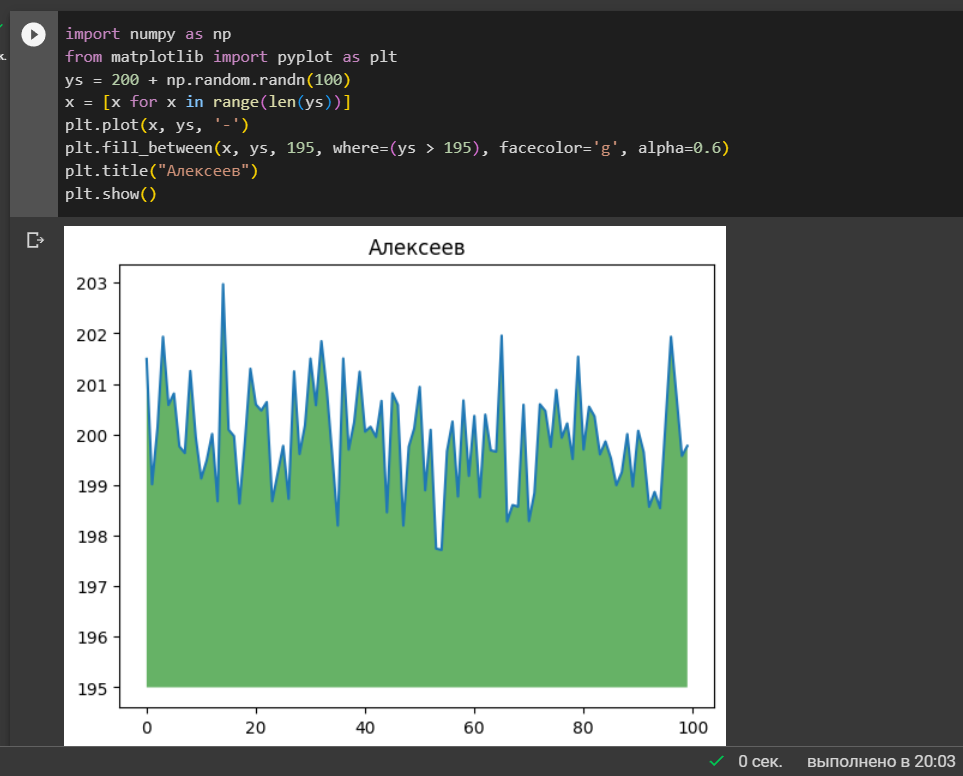 import numpy as np
к.
from matplotlib import pyplot as plt
ys = 200 + np.random.randn(100)
x = [x for x in range(len(ys))]
plt.plot(x, ys, '-')
plt.fill_between(x, ys, 195, where=(ys > 195), facecolor='g', alpha=0.6)
plt.title("Алексеев")
plt.show()
Алексеев
203
202
201
200
199
198
197
196
195
0 20 40 60 80 100
0 сек. выполнено в 20:03